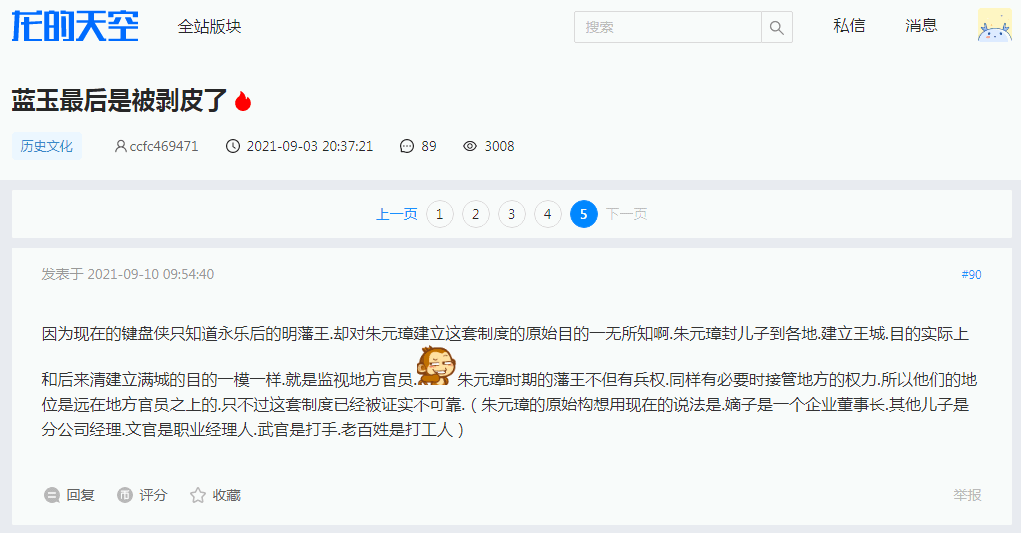 龙的天空 全站版块 搜索 私信 消息
蓝玉最后是被剥皮了
历史文化 ccfc469471 2021-09-03 20:37:21 89 3008
上一页 1 2 3 4 5 下一页
发表于 2021-09-10 09:54:40 #90
因为现在的键盘侠只知道永乐后的明藩王.却对朱元璋建立这套制度的原始目的一无所知啊.朱元璋封儿子到各地.建立王城.目的实际上
和后来清建立满城的目的一模一样.就是监视地方官员. 朱元璋时期的藩王不但有兵权.同样有必要时接管地方的权力.所以他们的地
位是远在地方官员之上的.只不过这套制度已经被证实不可靠.（朱元璋的原始构想用现在的说法是.嫡子是一个企业董事长.其他儿子是
分公司经理.文官是职业经理人.武官是打手.老百姓是打工人）
回复 评分 收藏 举报